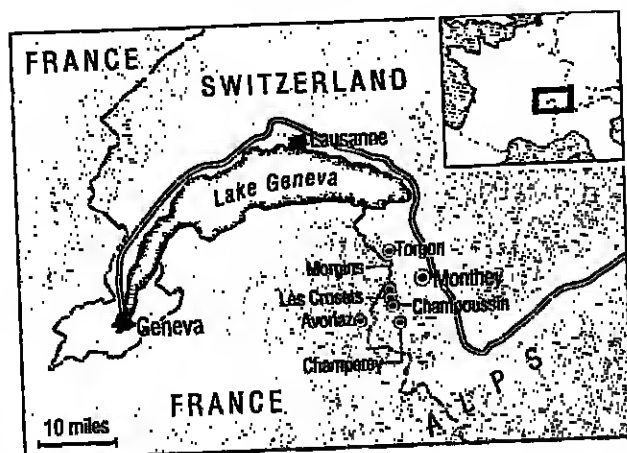 FRANCE
SWITZERLAND
Lausanne
Lake Geneva
Torgon
Morgins
Monthey
Les Crosets
Champoussin
Avoriaz
Geneva
Champery
FRANCE
ALPS
10 miles